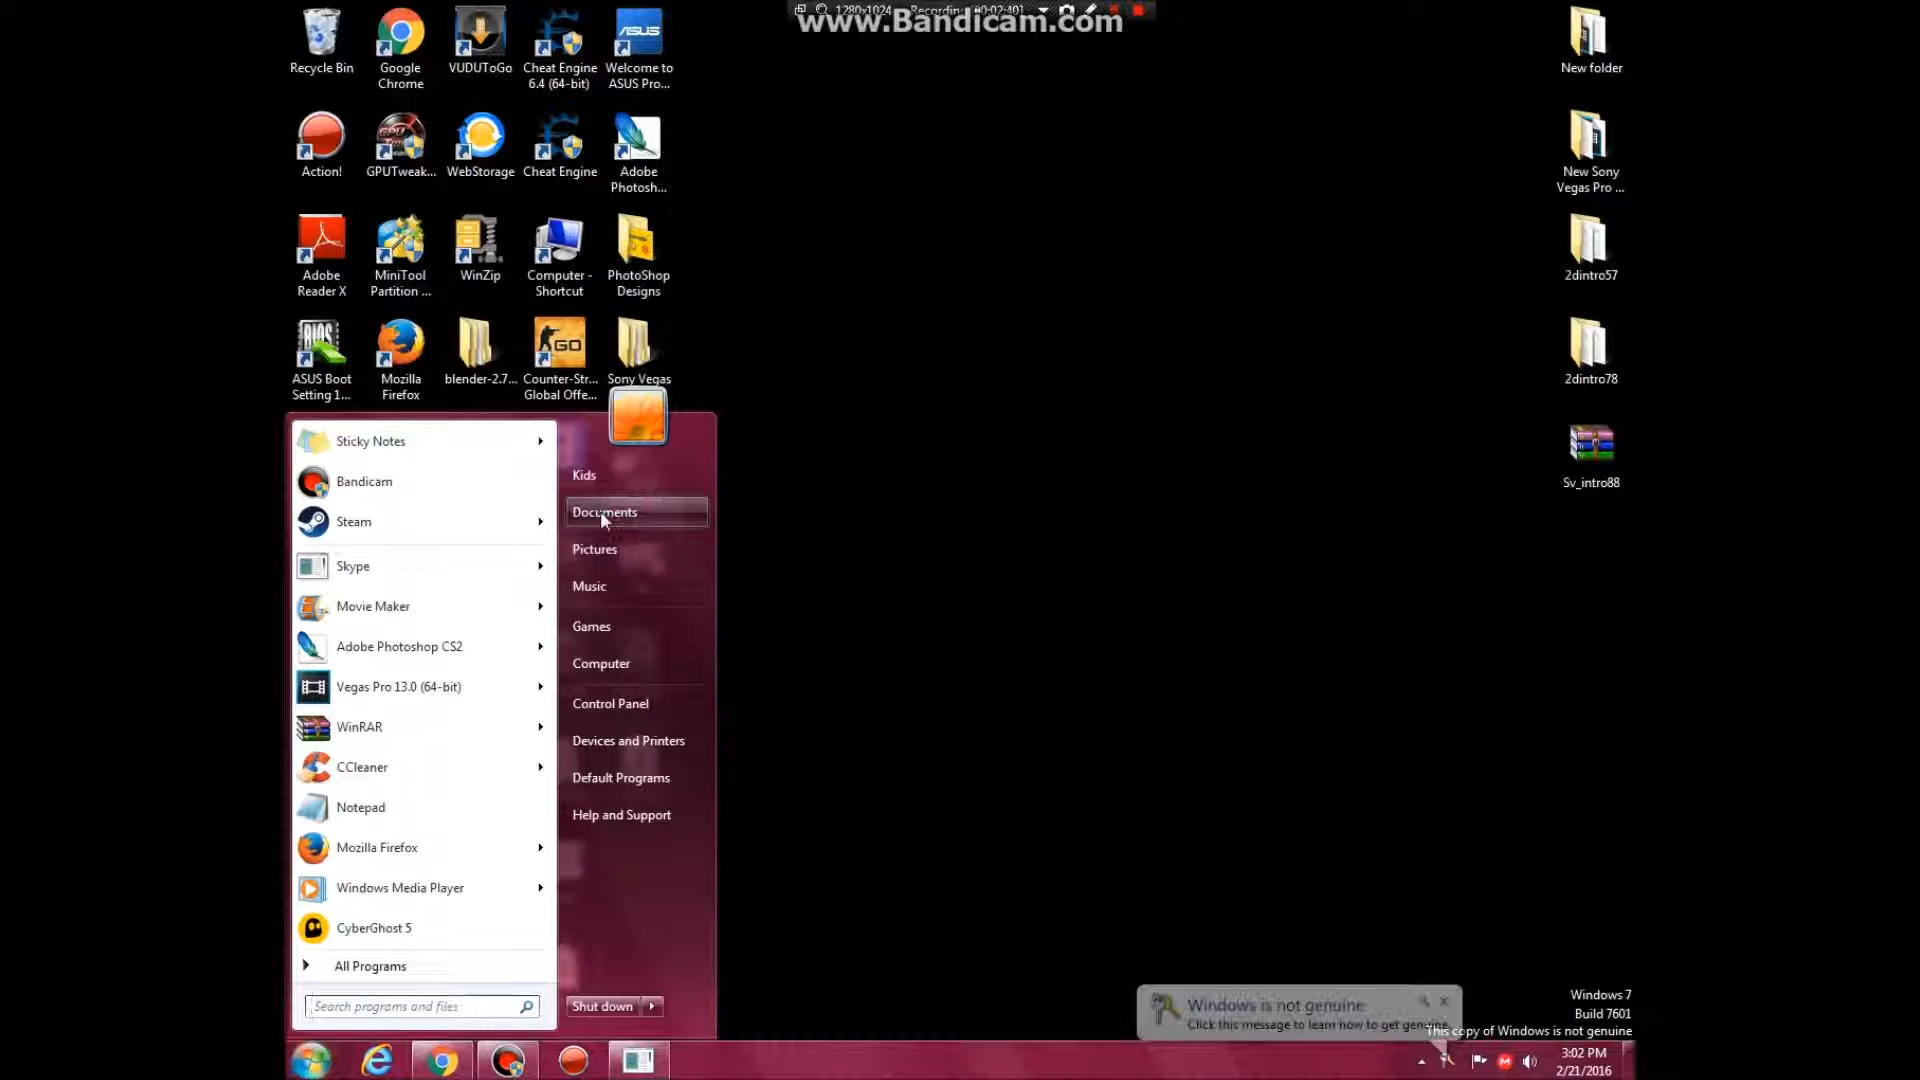 www.Bandicam.com
1280x1024
Recycle Bin
Google
Chrome
VUDUToGo
Cheat Engine
6.4 (64-bit)
Welcome to
ASUS Pro...
New folder
Action!
GPUTweak...
WebStorage
Cheat Engine
Adobe
Photosh...
New Sony
Vegas Pro ...
Adobe
Reader X
MiniTool
Partition ...
WinZip
Computer -
Shortcut
PhotoShop
Designs
2dintro57
ASUS Boot
Setting 1...
Mozilla
Firefox
blender-2.7...
Counter-Str...
Global Offe...
Sony Vegas
2dintro78
Sv_intro88
Sticky Notes
Bandicam
Steam
Skype
Movie Maker
Adobe Photoshop CS2
Vegas Pro 13.0 (64-bit)
WinRAR
CCleaner
Notepad
Mozilla Firefox
Windows Media Player
CyberGhost 5
All Programs
Search programs and files
Kids
Documents
Pictures
Music
Games
Computer
Control Panel
Devices and Printers
Default Programs
Help and Support
Shut down
Windows is not genuine
Click this message to learn how to get genuine
Windows 7
Build 7601
This copy of Windows is not genuine
3:02 PM
2/21/2016